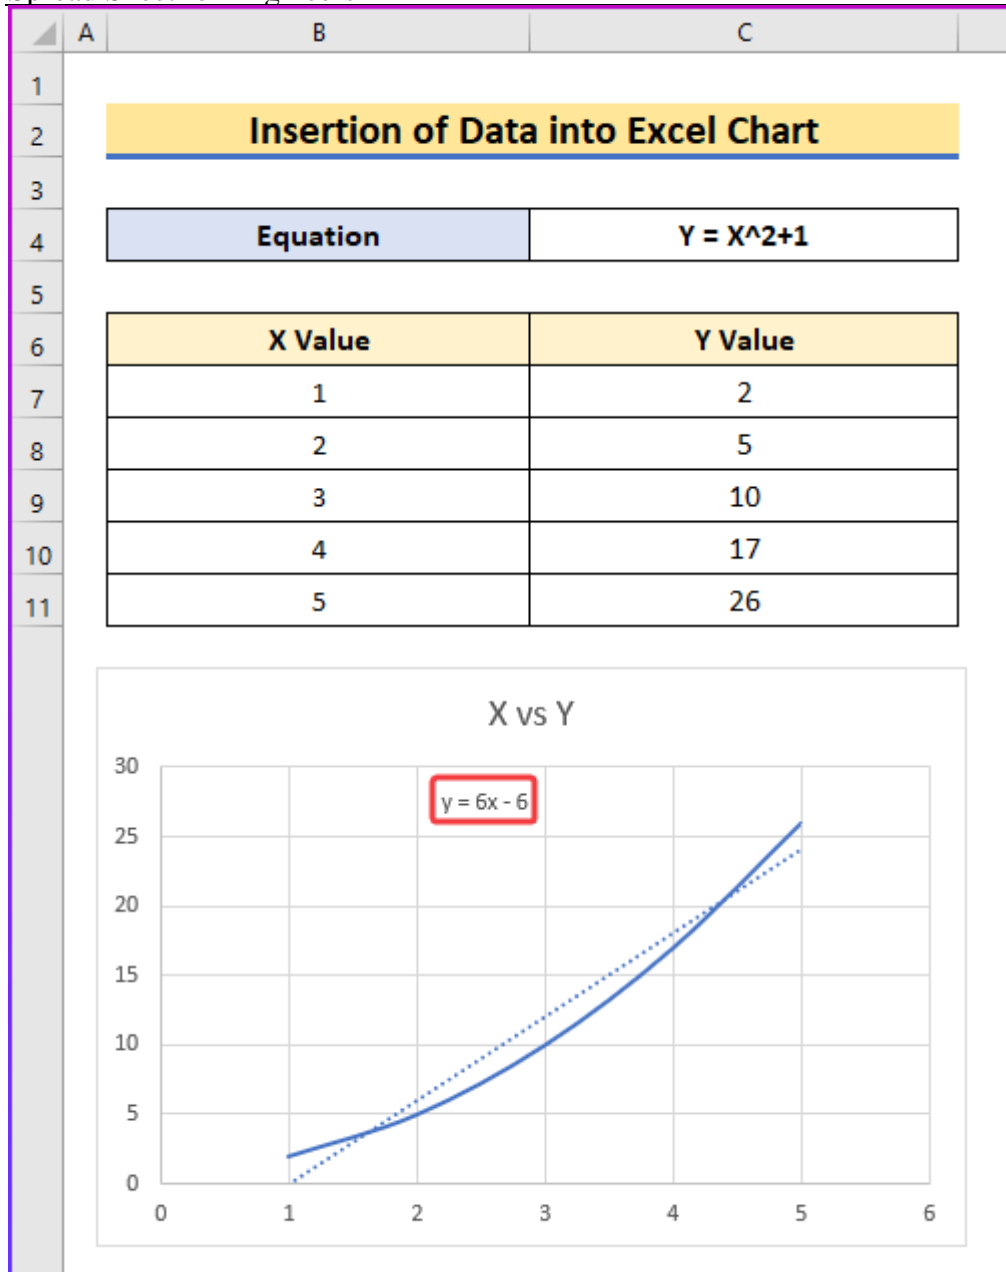 A B C
1
2 Insertion of Data into Excel Chart
3
4 Equation Y = X^2+1
5
6 X Value Y Value
7 1 2
8 2 5
9 3 10
10 4 17
11 5 26
X vs Y
30
y = 6x - 6
25
20
15
10
5
0
0 1 2 3 4 5 6